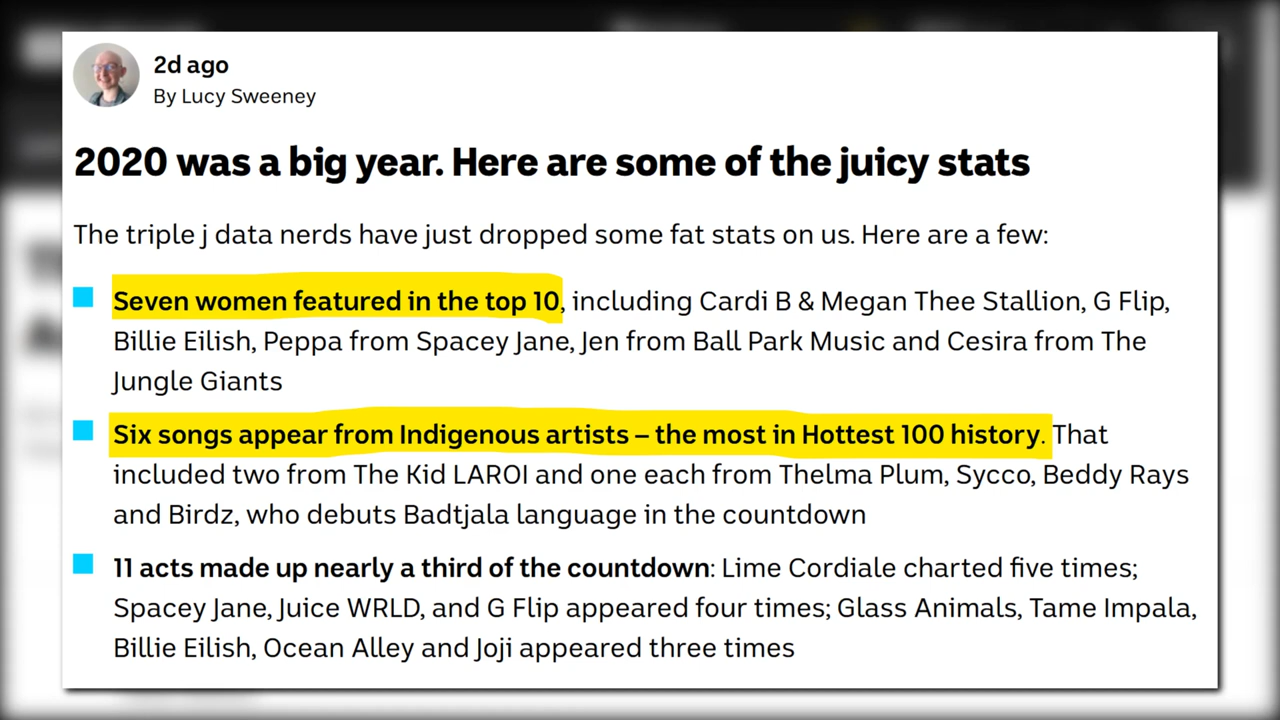 2d ago
By Lucy Sweeney
2020 was a big year. Here are some of the juicy stats
The triple j data nerds have just dropped some fat stats on us. Here are a few:
Seven women featured in the top 10, including Cardi B & Megan Thee Stallion, G Flip,
Billie Eilish, Peppa from Spacey Jane, Jen from Ball Park Music and Cesira from The
Jungle Giants
Six songs appear from Indigenous artists – the most in Hottest 100 history. That
included two from The Kid LAROI and one each from Thelma Plum, Sycco, Beddy Rays
and Birdz, who debuts Badtjala language in the countdown
11 acts made up nearly a third of the countdown: Lime Cordiale charted five times;
Spacey Jane, Juice WRLD, and G Flip appeared four times; Glass Animals, Tame Impala,
Billie Eilish, Ocean Alley and Joji appeared three times